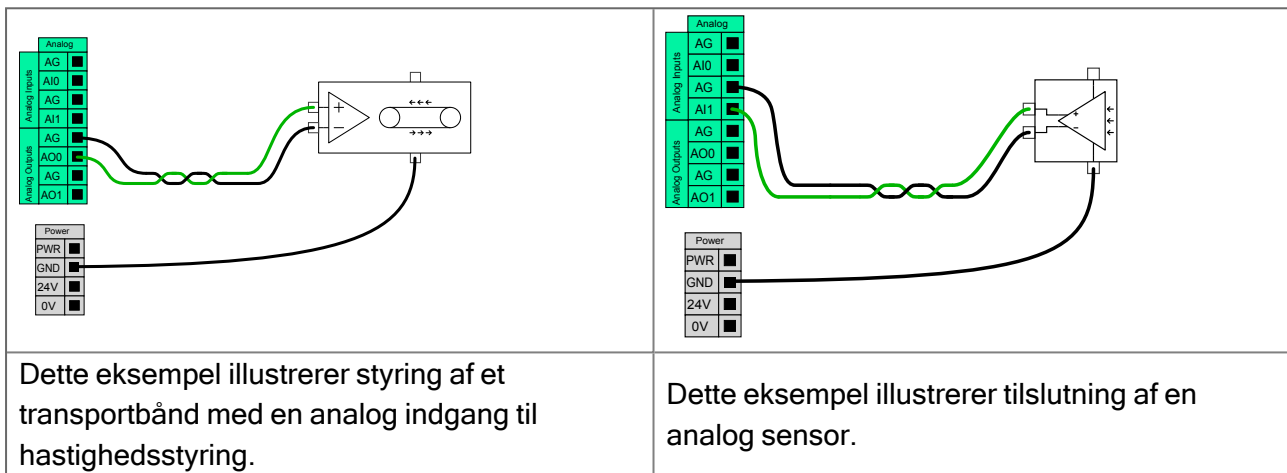 Analog
Analog Inputs
AG
AI0
AG
AI1
Analog Outputs
AG
AO0
AG
AO1
Power
PWR
GND
24V
0V
+
−
←←←
→→→
Dette eksempel illustrerer styring af et
transportbånd med en analog indgang til
hastighedsstyring.
Analog
Analog Inputs
AG
AI0
AG
AI1
Analog Outputs
AG
AO0
AG
AO1
Power
PWR
GND
24V
0V
+
−
Dette eksempel illustrerer tilslutning af en
analog sensor.